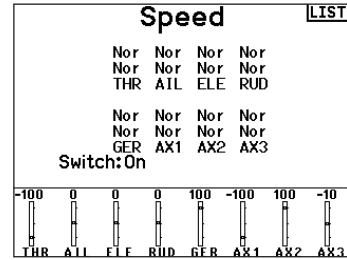 Speed
LIST
Nor Nor Nor Nor
Nor Nor Nor Nor
THR AIL ELE RUD
Nor Nor Nor Nor
Nor Nor Nor Nor
GER AX1 AX2 AX3
Switch:On
-100 0 0 0 100 -100 100 -10
THR AIL ELE RUD GER AX1 AX2 AX3